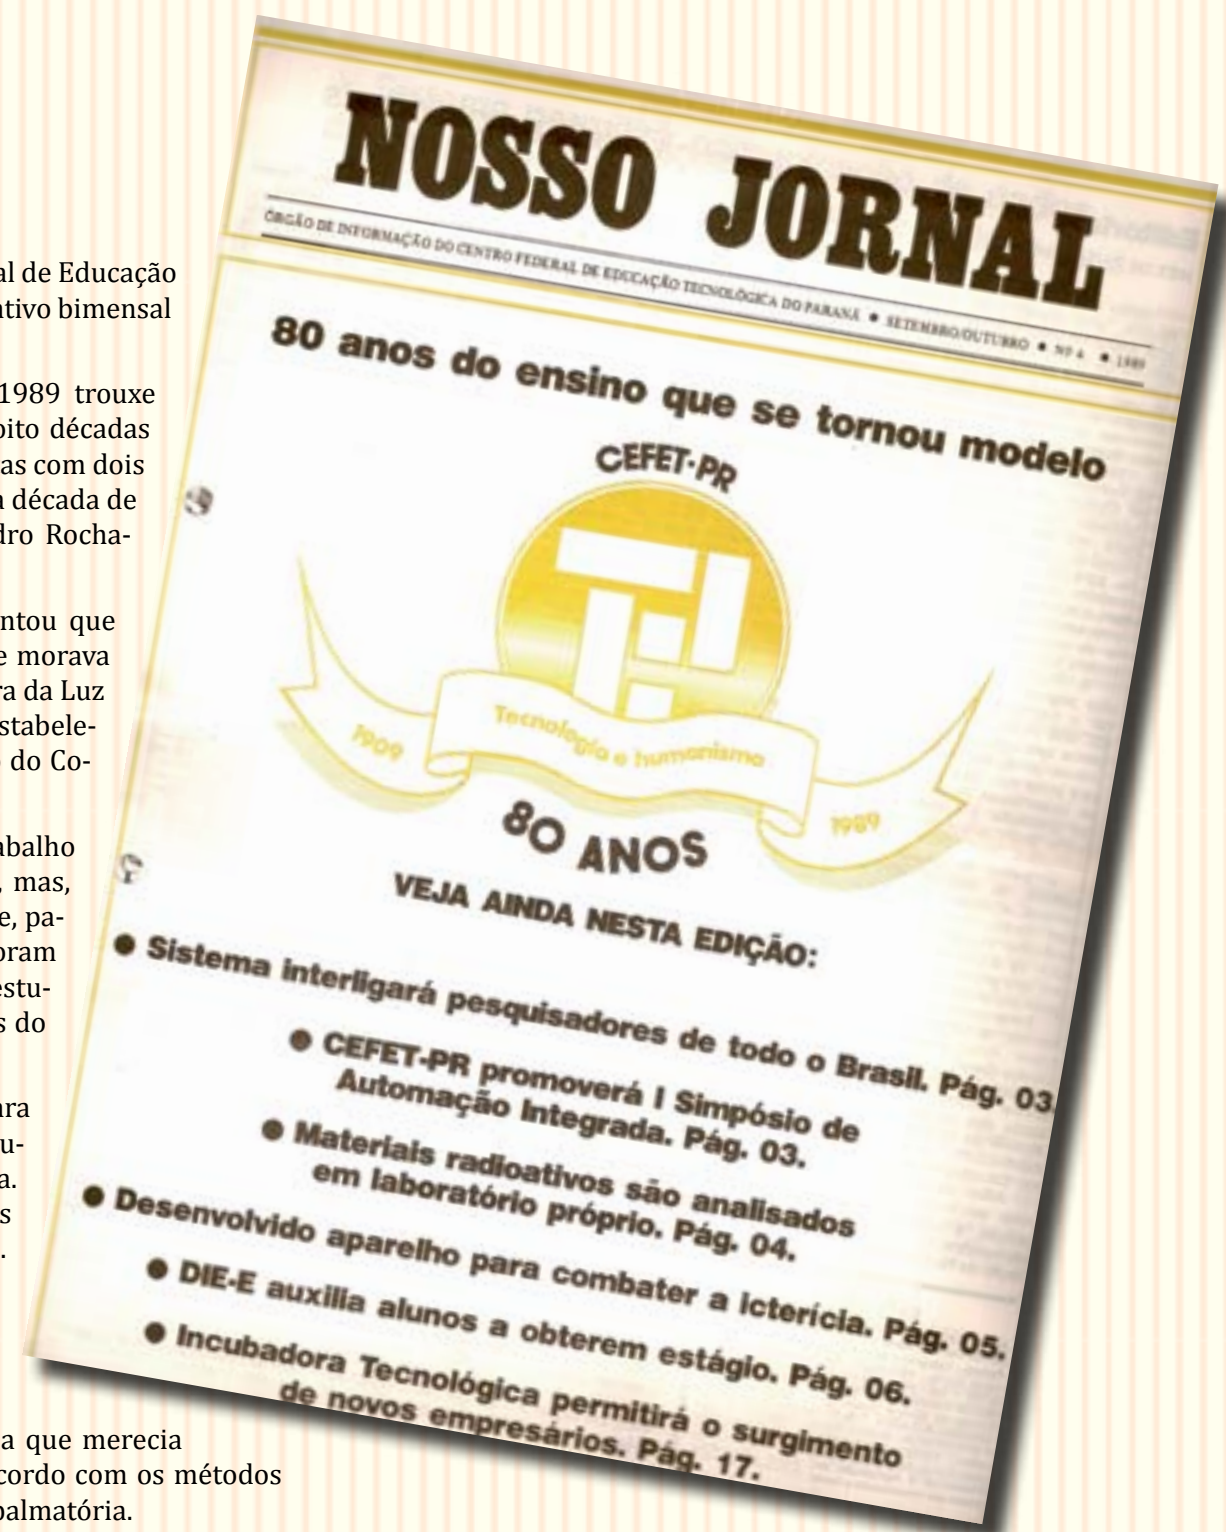 al de Educação
ativo bimensal
1989 trouxe
oito décadas
as com dois
a década de
dro Rocha-
ntou que
e morava
ra da Luz
stabele-
do Co-
abalho
, mas,
e, pa-
oram
estu-
s do
ara
u-
a.
s
.
a que merecia
cordo com os métodos
palmatória.
NOSSO JORNAL
ÓRGÃO DE INFORMAÇÃO DO CENTRO FEDERAL DE EDUCAÇÃO TECNOLÓGICA DO PARANÁ • SETEMBRO/OUTUBRO • Nº 4 • 1989
80 anos do ensino que se tornou modelo
CEFET-PR
Tecnologia e humanismo
1909
1989
80 ANOS
VEJA AINDA NESTA EDIÇÃO:
• Sistema interligará pesquisadores de todo o Brasil. Pág. 03.
• CEFET-PR promoverá I Simpósio de
Automação Integrada. Pág. 03.
• Materiais radioativos são analisados
em laboratório próprio. Pág. 04.
• Desenvolvido aparelho para combater a icterícia. Pág. 05.
• DIE-E auxilia alunos a obterem estágio. Pág. 06.
• Incubadora Tecnológica permitirá o surgimento
de novos empresários. Pág. 17.